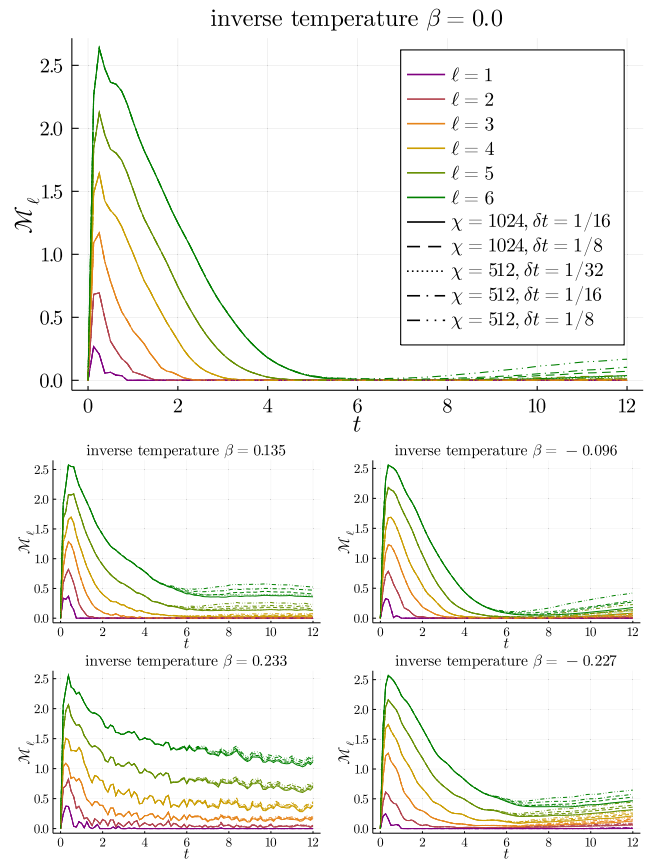 inverse temperature β = 0.0
ℳ_ℓ
2.5
2.0
1.5
1.0
0.5
0.0
ℓ = 1
ℓ = 2
ℓ = 3
ℓ = 4
ℓ = 5
ℓ = 6
χ = 1024, δt = 1/16
χ = 1024, δt = 1/8
χ = 512, δt = 1/32
χ = 512, δt = 1/16
χ = 512, δt = 1/8
0 2 4 6 8 10 12
t
inverse temperature β = 0.135
ℳ_ℓ
2.5
2.0
1.5
1.0
0.5
0.0
0 2 4 6 8 10 12
t
inverse temperature β = − 0.096
ℳ_ℓ
2.5
2.0
1.5
1.0
0.5
0.0
0 2 4 6 8 10 12
t
inverse temperature β = 0.233
ℳ_ℓ
2.5
2.0
1.5
1.0
0.5
0.0
0 2 4 6 8 10 12
t
inverse temperature β = − 0.227
ℳ_ℓ
2.5
2.0
1.5
1.0
0.5
0.0
0 2 4 6 8 10 12
t